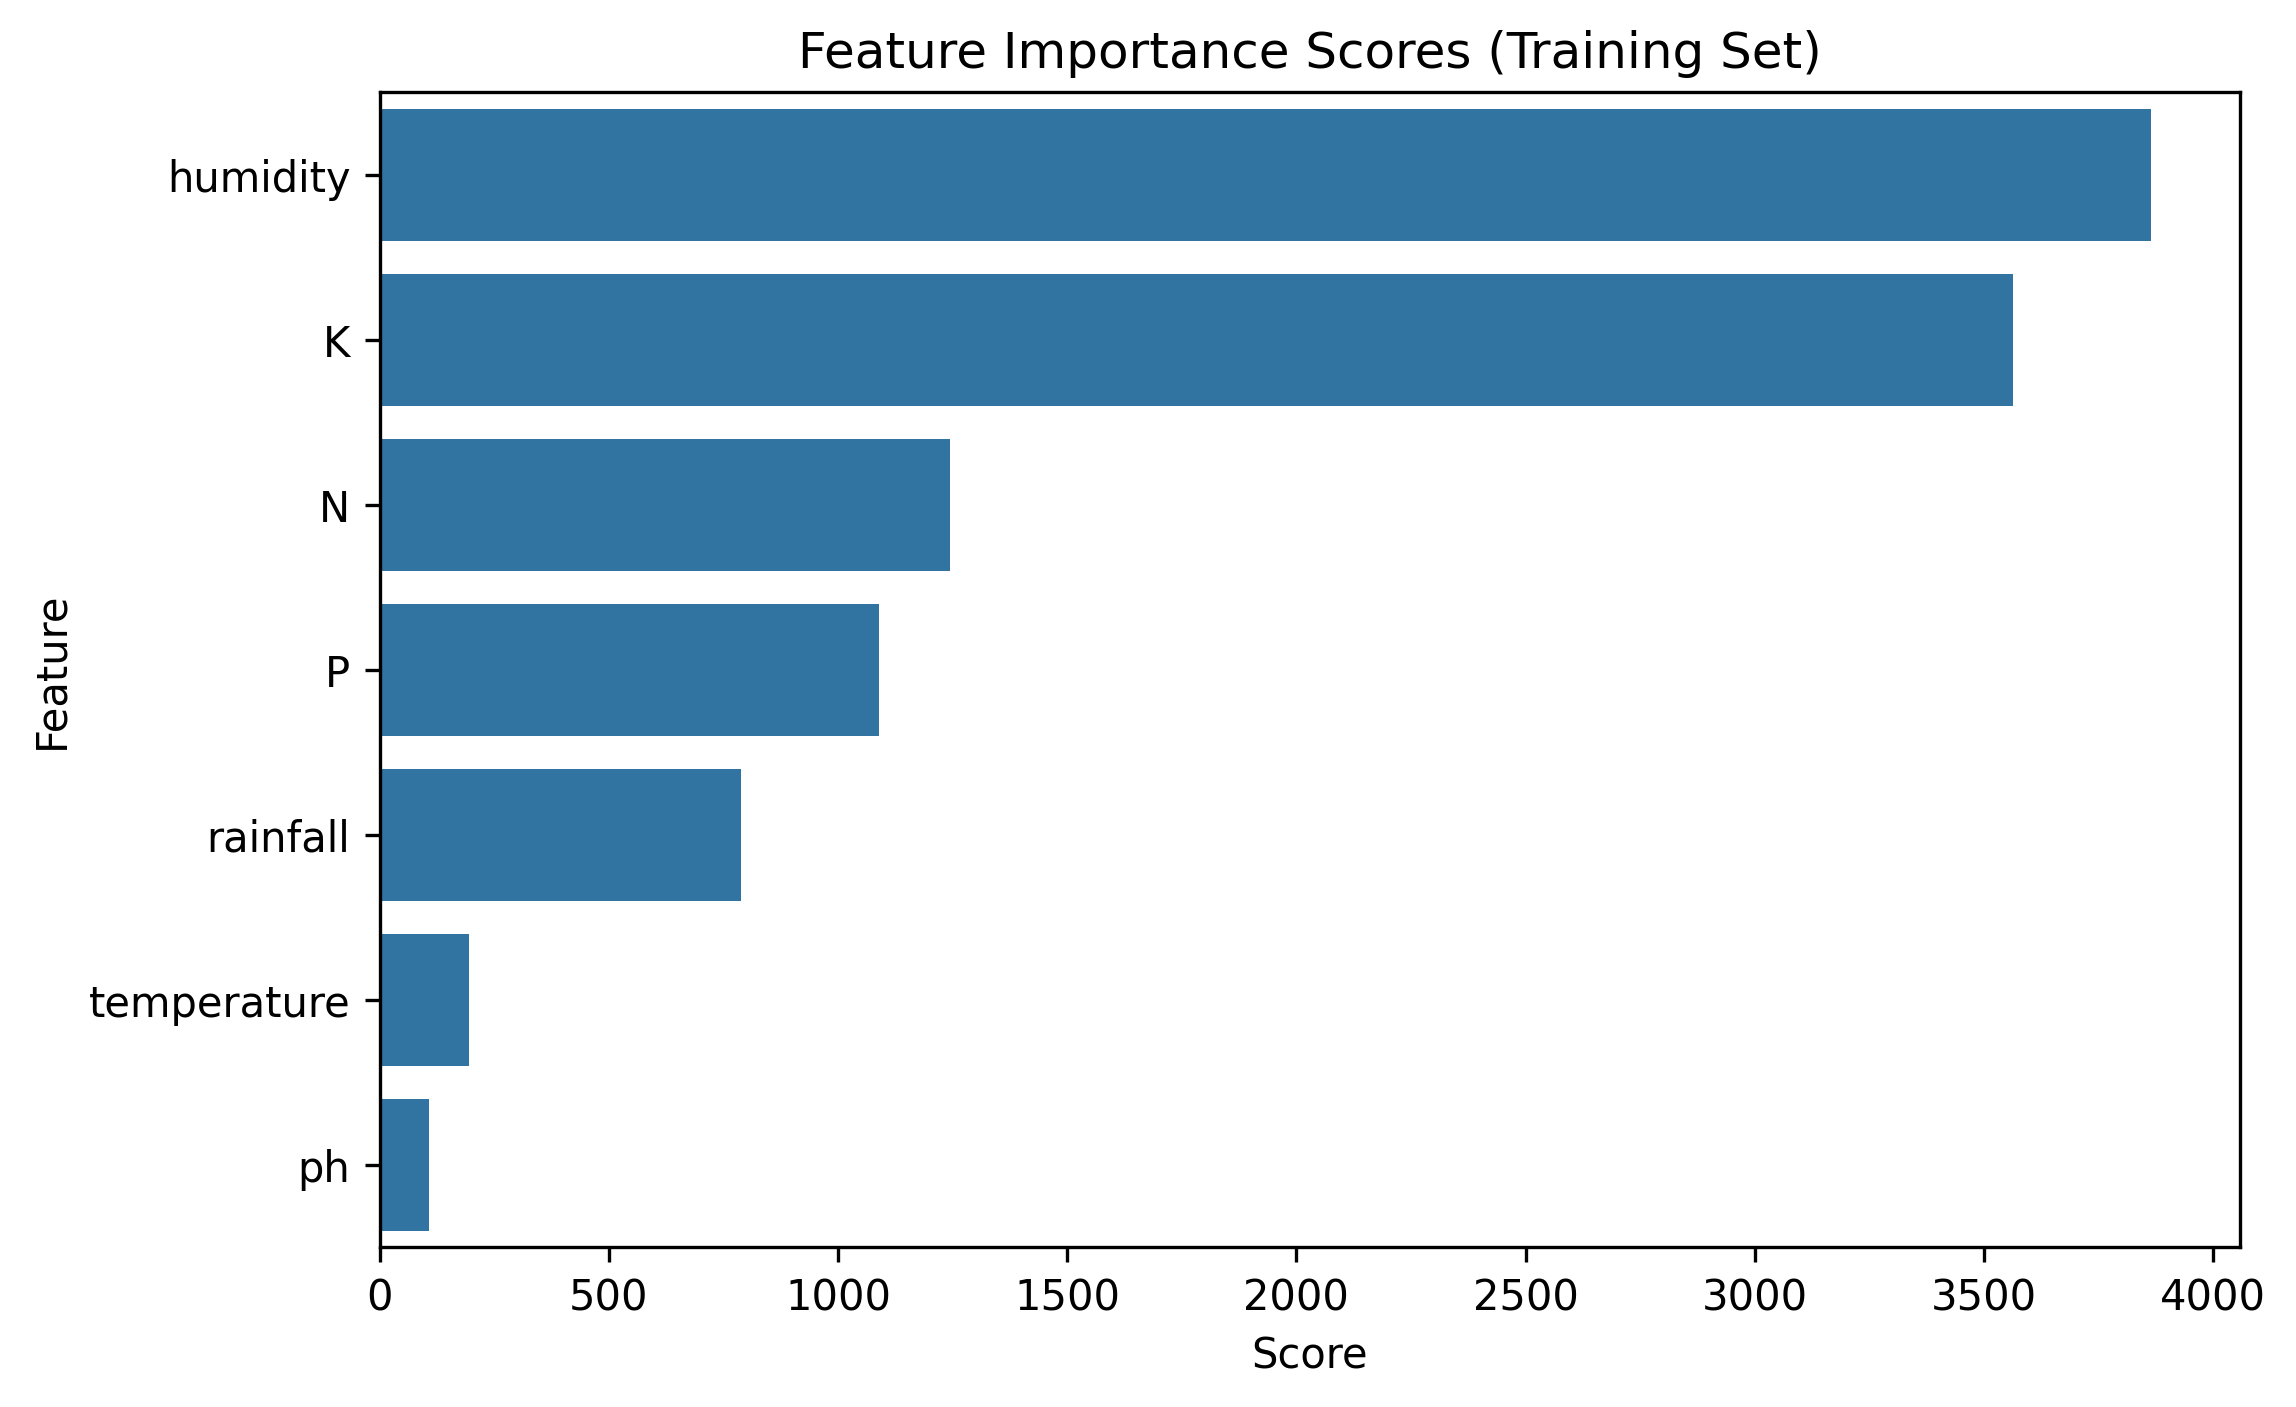 Feature Importance Scores (Training Set)
humidity
K
N
P
rainfall
temperature
ph
Feature
0 500 1000 1500 2000 2500 3000 3500 4000
Score